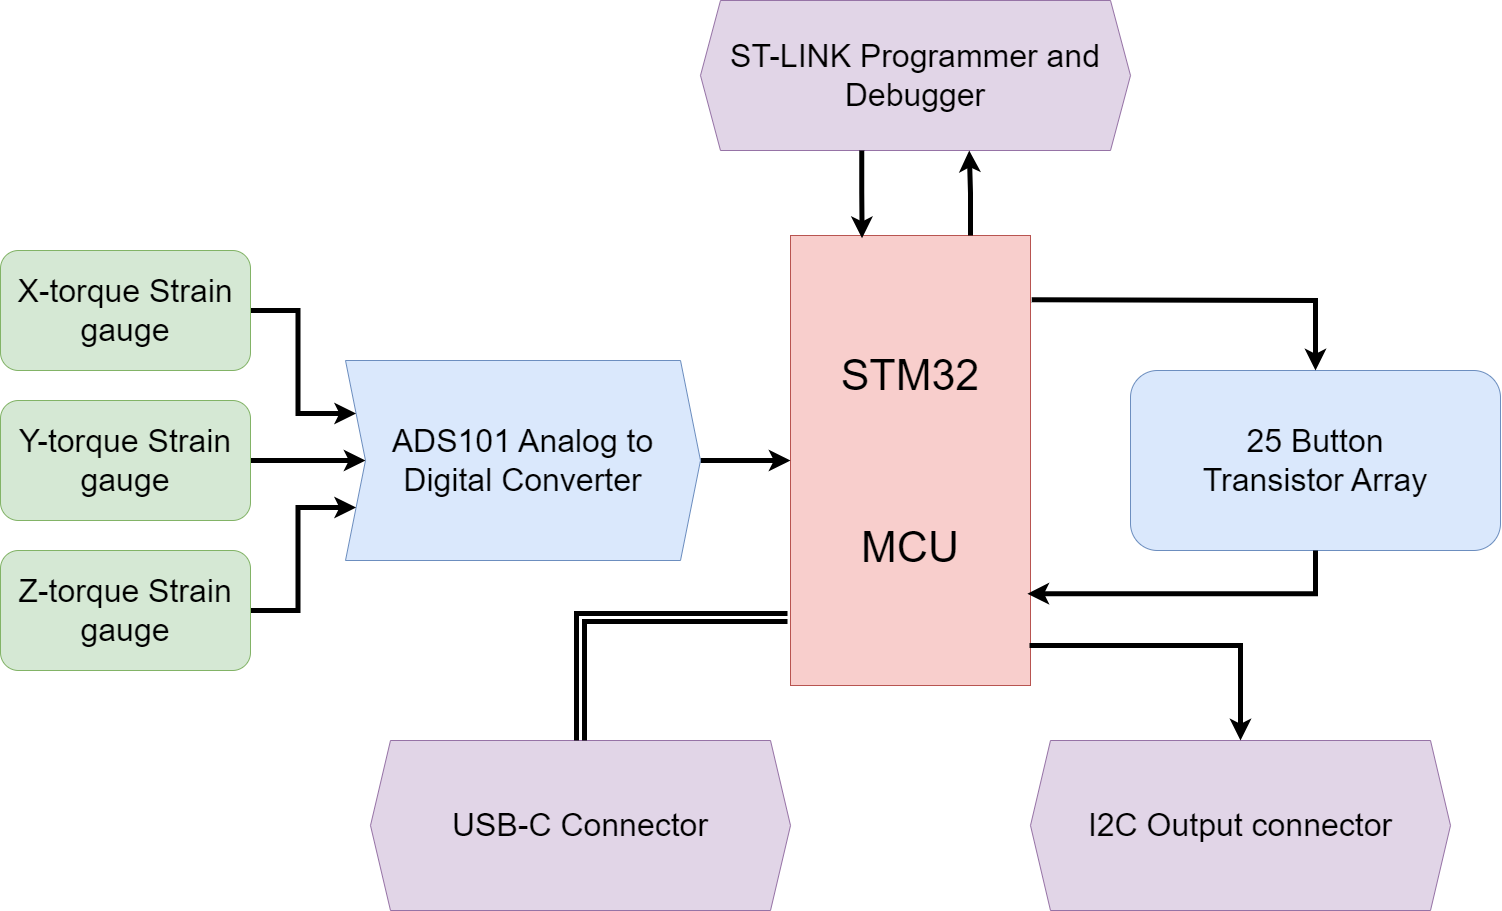 ST-LINK Programmer and
Debugger
X-torque Strain
gauge
Y-torque Strain
gauge
Z-torque Strain
gauge
ADS101 Analog to
Digital Converter
STM32
MCU
25 Button
Transistor Array
USB-C Connector
I2C Output connector